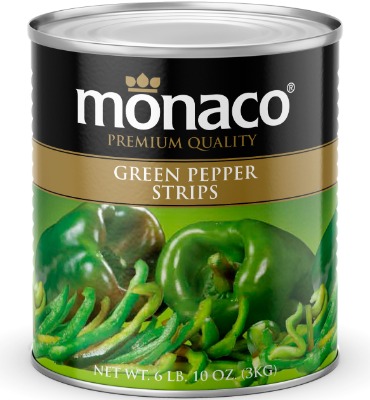 monaco®
PREMIUM QUALITY
GREEN PEPPER
STRIPS
NET WT. 6 LB. 10 OZ. (3KG)